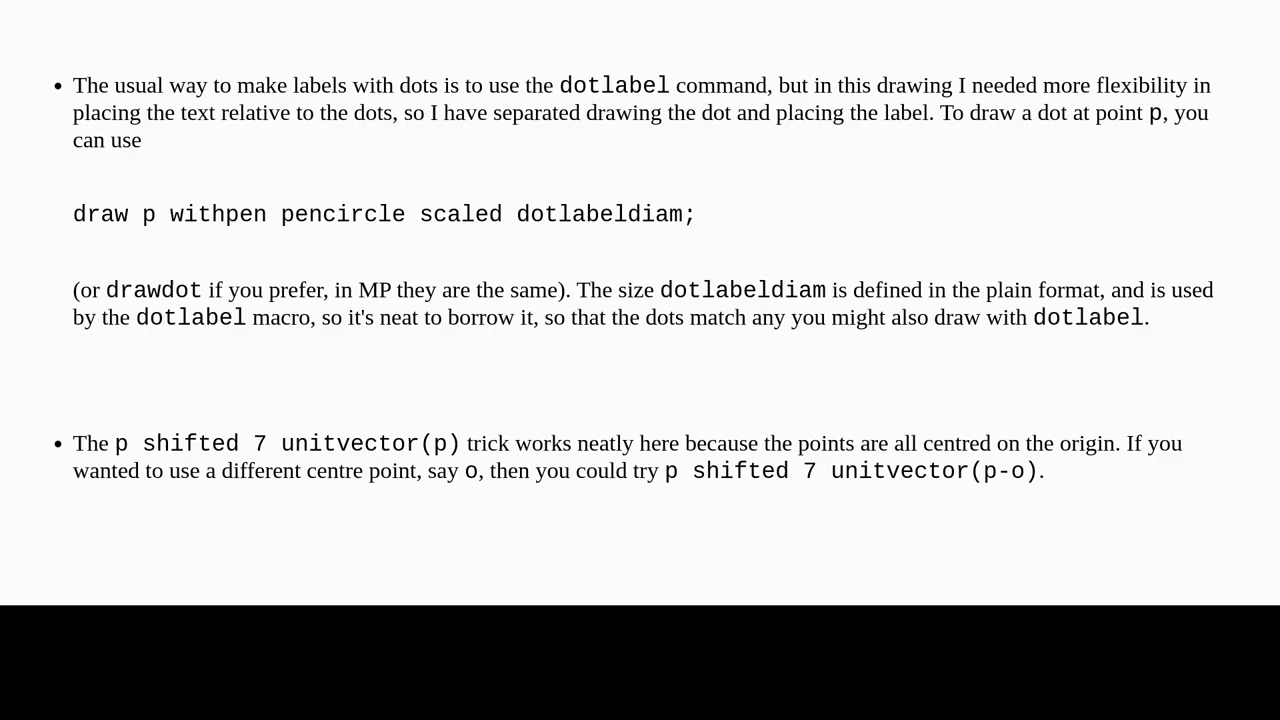 • The usual way to make labels with dots is to use the dotlabel command, but in this drawing I needed more flexibility in
placing the text relative to the dots, so I have separated drawing the dot and placing the label. To draw a dot at point p, you
can use
draw p withpen pencircle scaled dotlabeldiam;
(or drawdot if you prefer, in MP they are the same). The size dotlabeldiam is defined in the plain format, and is used
by the dotlabel macro, so it's neat to borrow it, so that the dots match any you might also draw with dotlabel.
• The p shifted 7 unitvector(p) trick works neatly here because the points are all centred on the origin. If you
wanted to use a different centre point, say o, then you could try p shifted 7 unitvector(p-o).